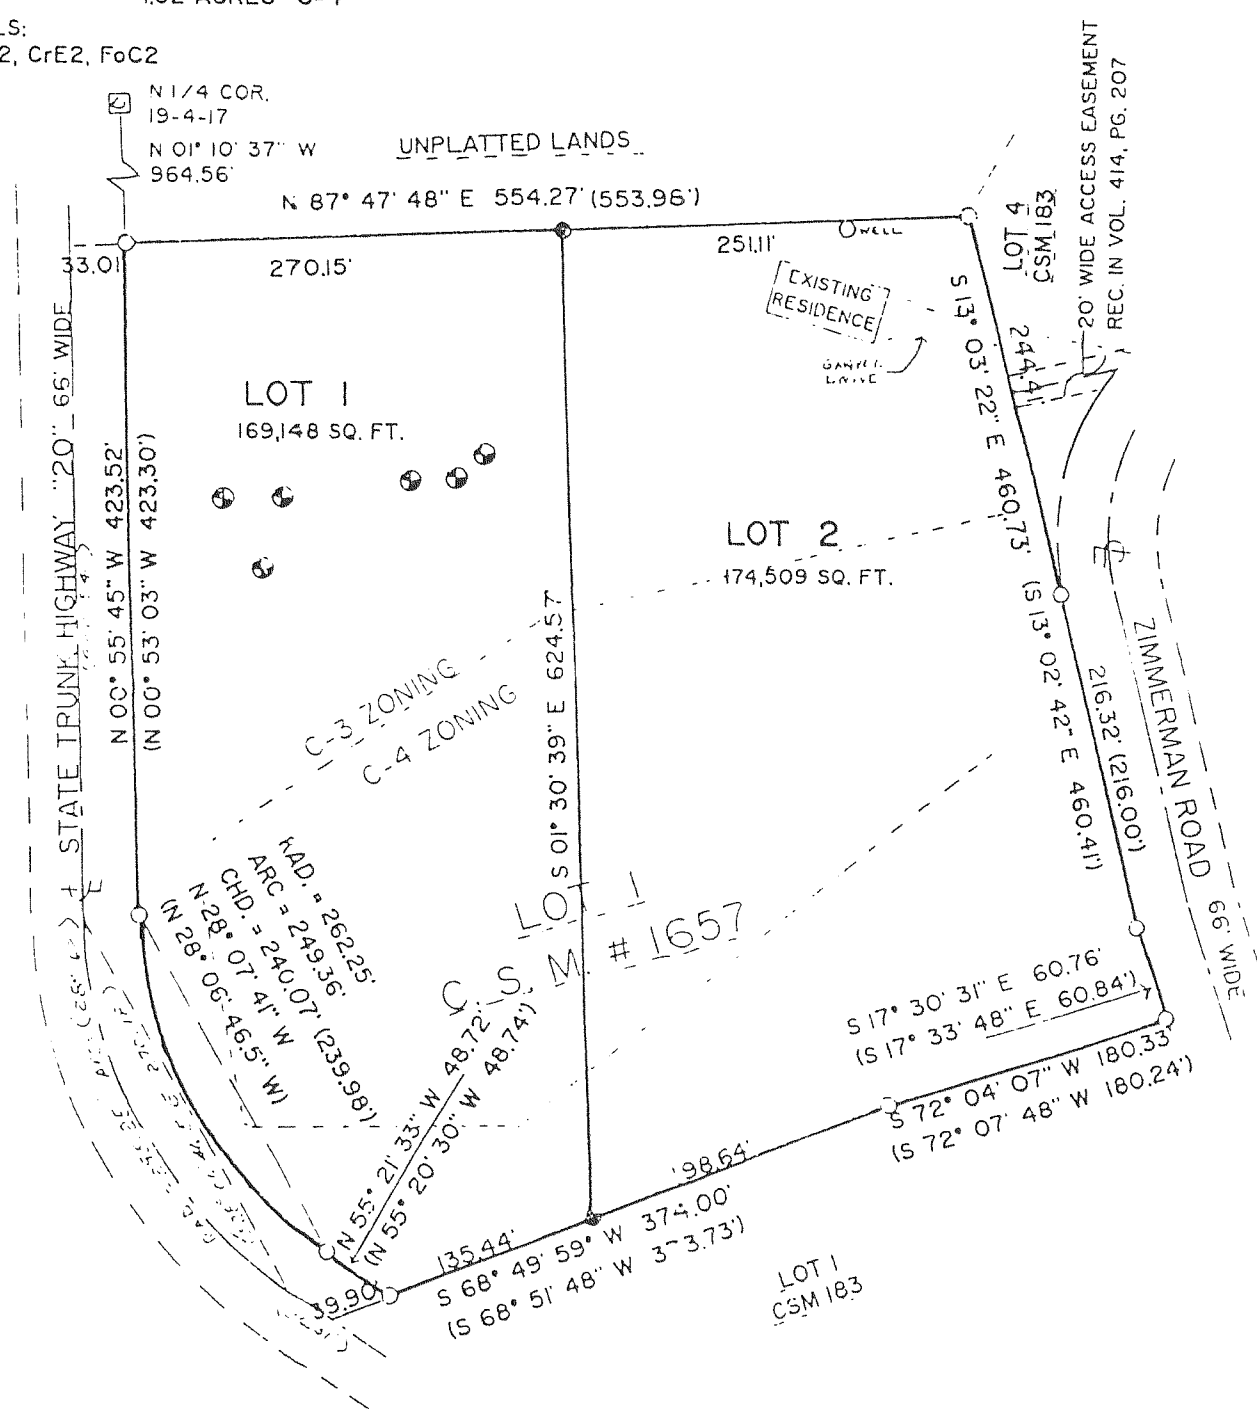 CrE2, FoC2
N 1/4 COR.
19-4-17
N 01° 10' 37" W
964.56'
UNPLATTED LANDS
N 87° 47' 48" E 554.27' (553.96')
33.01
270.15'
251.11'
WELL
EXISTING
RESIDENCE
LOT 4
CSM 183
20' WIDE ACCESS EASEMENT
REC. IN VOL. 414, PG. 207
S 13° 03' 22" E 460.73'
(S 13° 02' 42" E 460.41')
244.41
216.32' (216.00')
STATE TRUNK HIGHWAY "20" 66' WIDE
N 00° 55' 45" W 423.52'
(N 00° 53' 03" W 423.30')
LOT 1
169,148 SQ. FT.
LOT 2
174,509 SQ. FT.
S 01° 30' 39" E 624.57'
C-3 ZONING
C-4 ZONING
ZIMMERMAN ROAD 66' WIDE
RAD. = 262.25'
ARC = 249.36'
CHD. = 240.07' (239.98')
N 28° 07' 41" W
(N 28° 06' 46.5" W)
LOT 1
C. S. M. # 1657
N 55° 21' 33" W 48.72'
(N 55° 20' 30" W 48.74')
S 17° 30' 31" E 60.76'
(S 17° 33' 48" E 60.84')
S 72° 04' 07" W 180.33'
(S 72° 07' 48" W 180.24')
198.64'
135.44'
39.90'
S 68° 49' 59" W 374.00'
(S 68° 51' 48" W
LOT 1
CSM 183